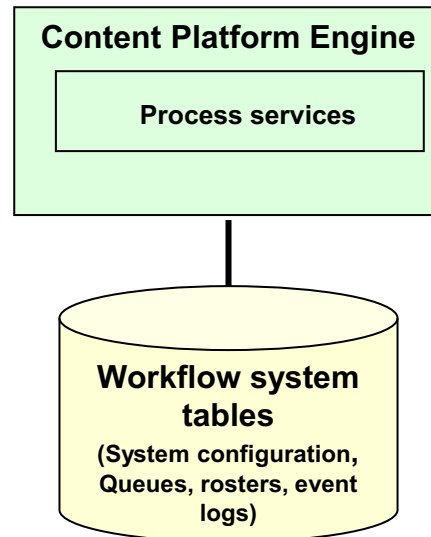 Content Platform Engine
Process services
Workflow system
tables
(System configuration,
Queues, rosters, event
logs)